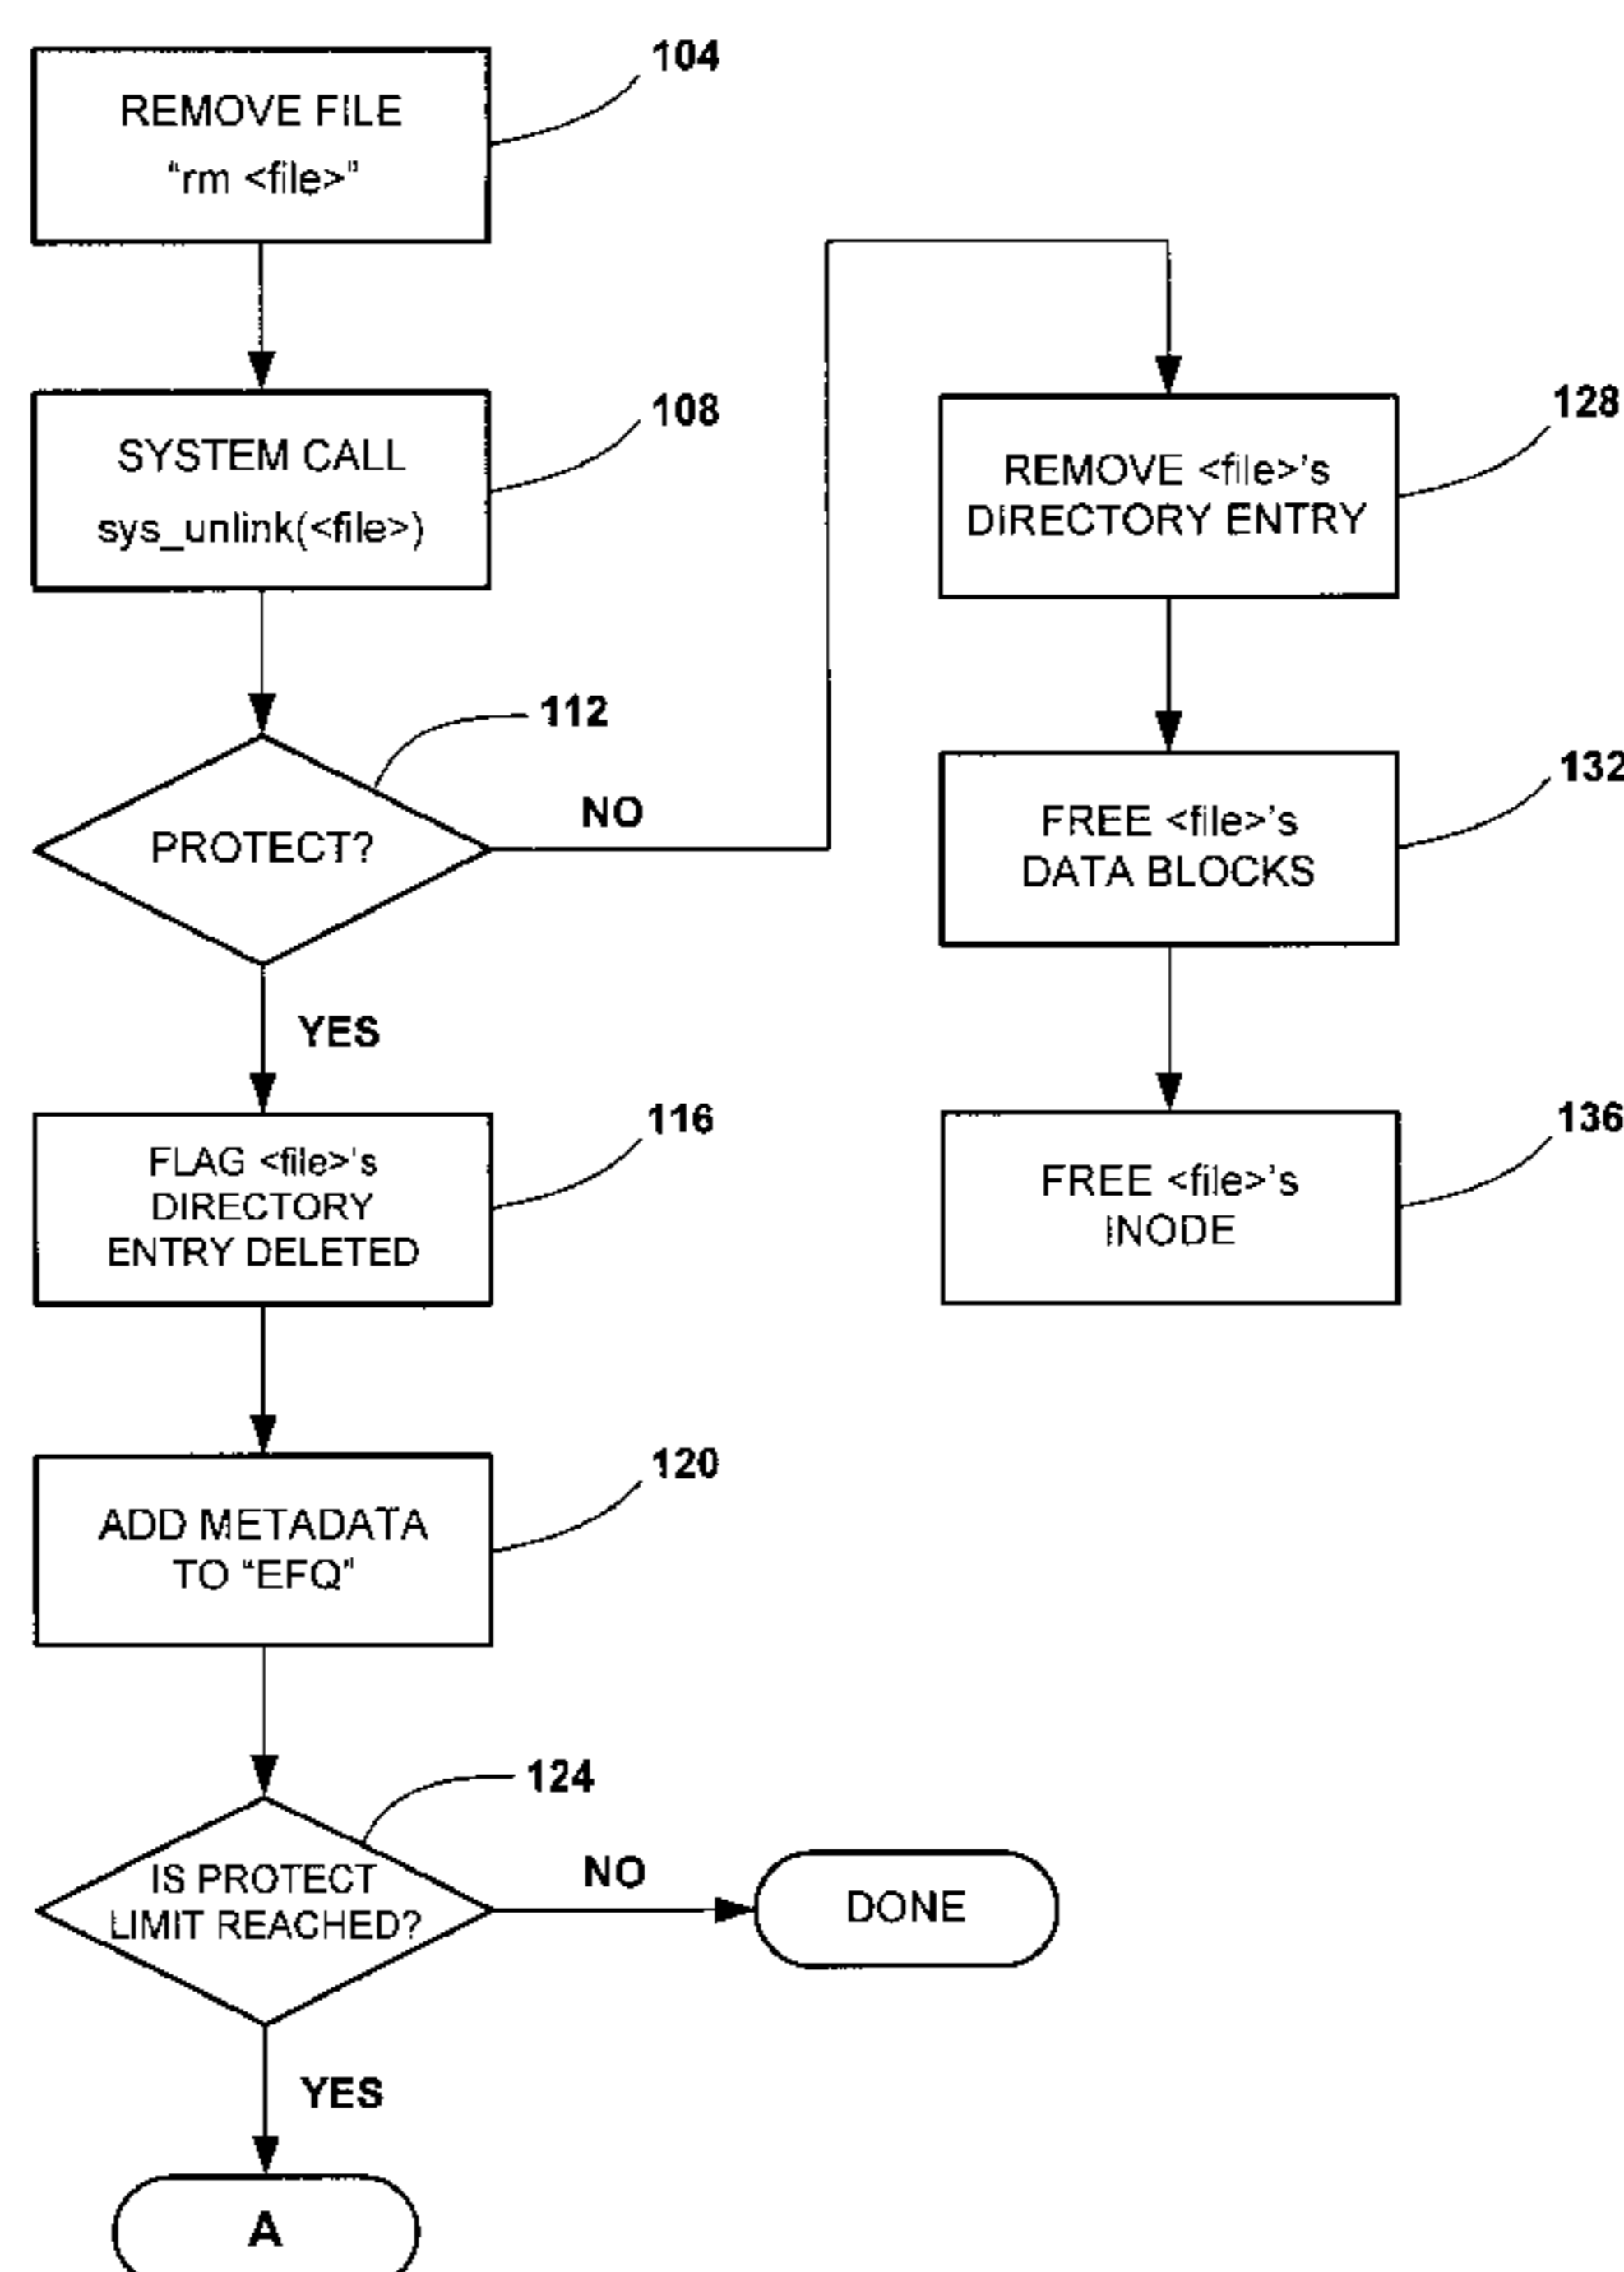 104
REMOVE FILE
“rm <file>”
108
SYSTEM CALL
sys_unlink(<file>)
112
PROTECT?
NO
YES
116
FLAG <file>'s
DIRECTORY
ENTRY DELETED
120
ADD METADATA
TO “EFQ”
124
IS PROTECT
LIMIT REACHED?
NO
DONE
YES
A
128
REMOVE <file>'s
DIRECTORY ENTRY
132
FREE <file>'s
DATA BLOCKS
136
FREE <file>'s
INODE